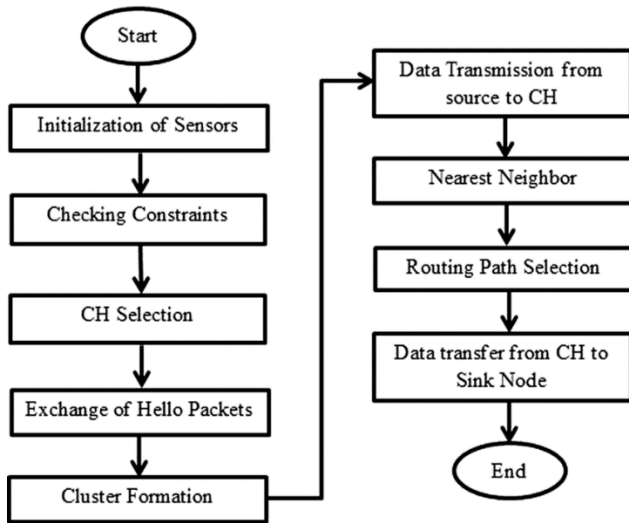 Start
Initialization of Sensors
Checking Constraints
CH Selection
Exchange of Hello Packets
Cluster Formation
Data Transmission from
source to CH
Nearest Neighbor
Routing Path Selection
Data transfer from CH to
Sink Node
End